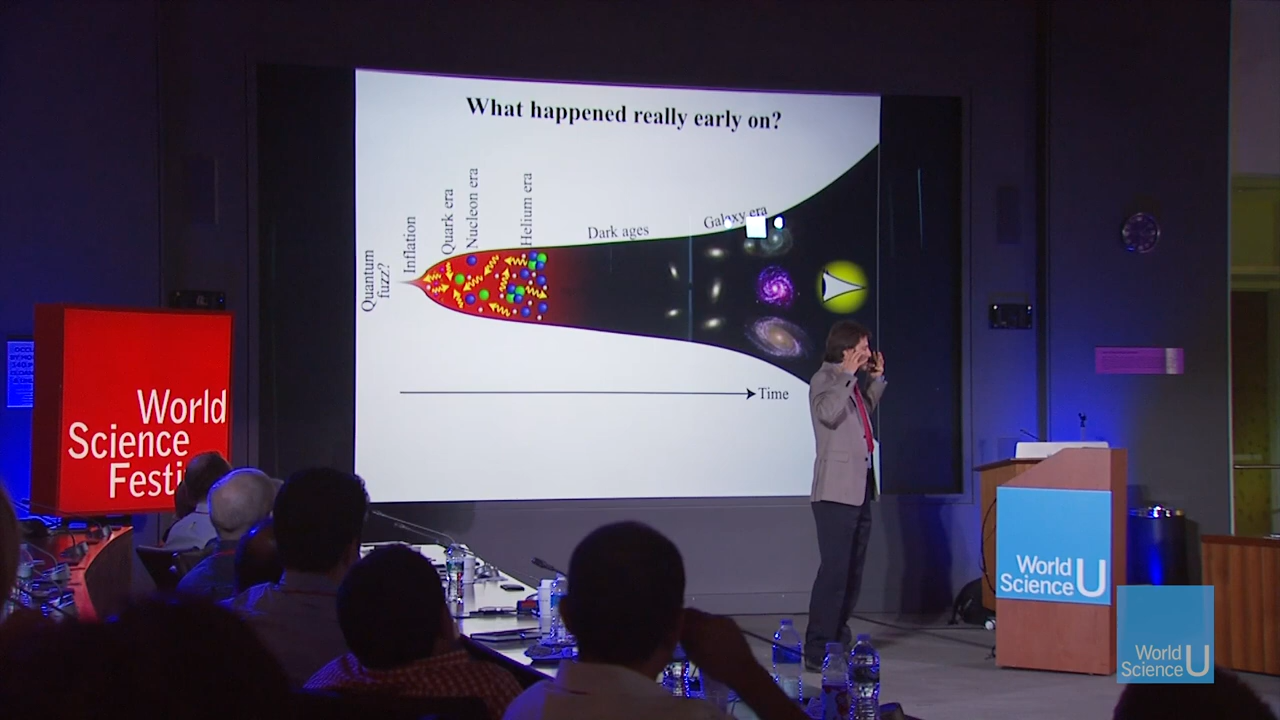 What happened really early on?
Quantum
fuzz?
Inflation
Quark era
Nucleon era
Helium era
Dark ages
Galaxy era
Time
World
Science
Festi
World
Science U
World
Science U